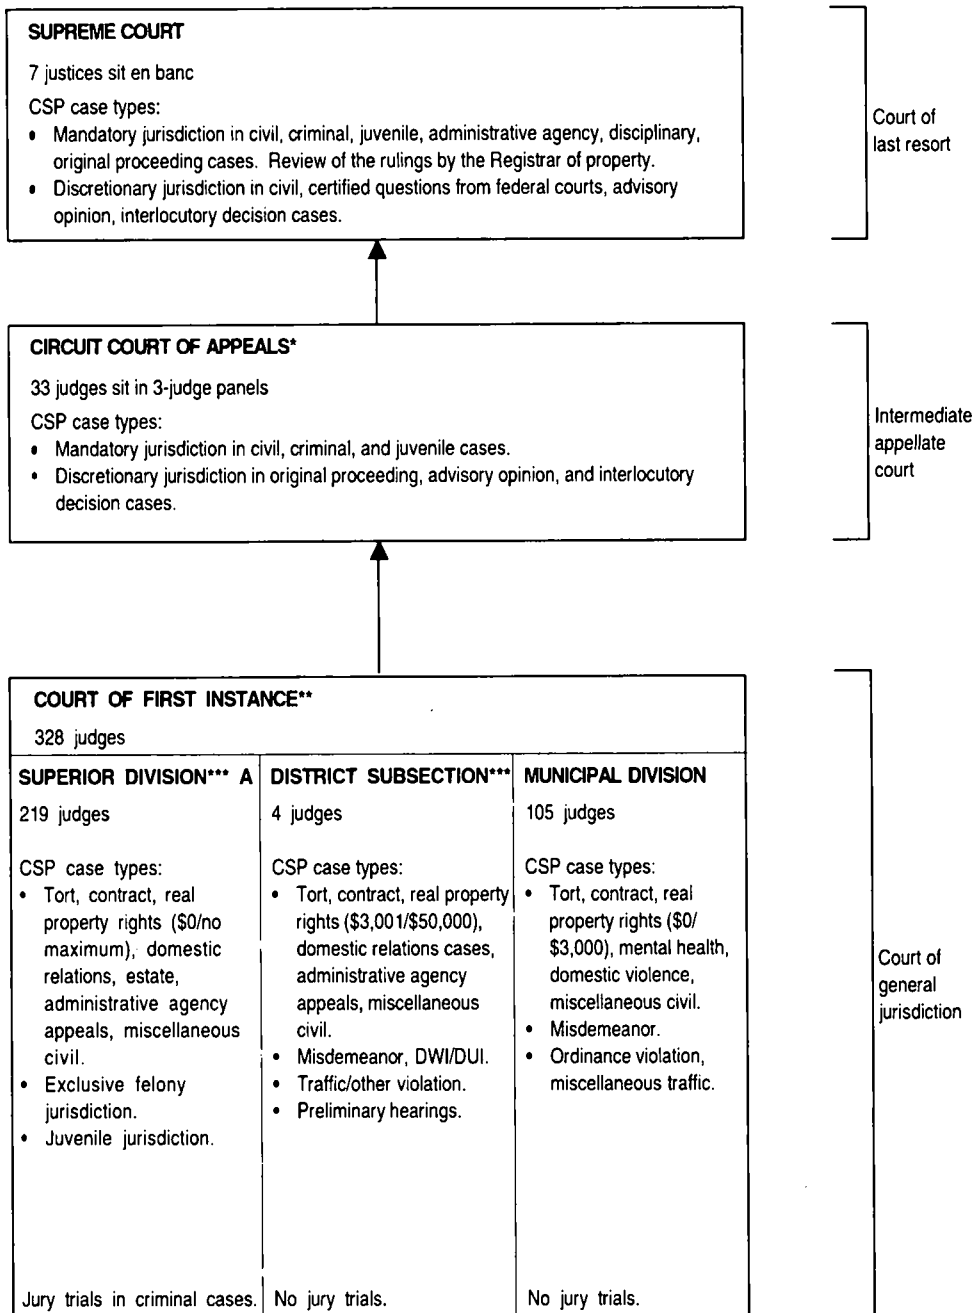 SUPREME COURT
7 justices sit en banc
CSP case types:
• Mandatory jurisdiction in civil, criminal, juvenile, administrative agency, disciplinary,
original proceeding cases. Review of the rulings by the Registrar of property.
• Discretionary jurisdiction in civil, certified questions from federal courts, advisory
opinion, interlocutory decision cases.
Court of
last resort
CIRCUIT COURT OF APPEALS*
33 judges sit in 3-judge panels
CSP case types:
• Mandatory jurisdiction in civil, criminal, and juvenile cases.
• Discretionary jurisdiction in original proceeding, advisory opinion, and interlocutory
decision cases.
Intermediate
appellate
court
COURT OF FIRST INSTANCE**
328 judges
SUPERIOR DIVISION*** A
219 judges
CSP case types:
• Tort, contract, real
property rights ($0/no
maximum), domestic
relations, estate,
administrative agency
appeals, miscellaneous
civil.
• Exclusive felony
jurisdiction.
• Juvenile jurisdiction.
Jury trials in criminal cases.
DISTRICT SUBSECTION***
4 judges
CSP case types:
• Tort, contract, real property
rights ($3,001/$50,000),
domestic relations cases,
administrative agency
appeals, miscellaneous
civil.
• Misdemeanor, DWI/DUI.
• Traffic/other violation.
• Preliminary hearings.
No jury trials.
MUNICIPAL DIVISION
105 judges
CSP case types:
• Tort, contract, real
property rights ($0/
$3,000), mental health,
domestic violence,
miscellaneous civil.
• Misdemeanor.
• Ordinance violation,
miscellaneous traffic.
No jury trials.
Court of
general
jurisdiction